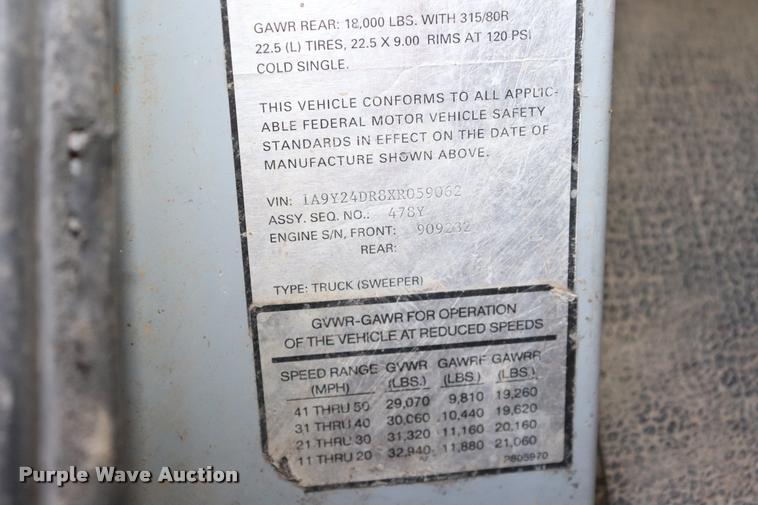 GAWR REAR: 18,000 LBS. WITH 315/80R
22.5 (L) TIRES, 22.5 X 9.00 RIMS AT 120 PSI
COLD SINGLE.
THIS VEHICLE CONFORMS TO ALL APPLIC-
ABLE FEDERAL MOTOR VEHICLE SAFETY
STANDARDS IN EFFECT ON THE DATE OF
MANUFACTURE SHOWN ABOVE.
VIN: 1A9Y24DR8XR059062
ASSY. SEQ. NO.: 478Y
ENGINE S/N, FRONT: 909232
REAR:
TYPE: TRUCK (SWEEPER)
GVWR-GAWR FOR OPERATION
OF THE VEHICLE AT REDUCED SPEEDS
SPEED RANGE GVWR GAWRF GAWRR
(MPH) (LBS.) (LBS.) (LBS.)
41 THRU 50 29,070 9,810 19,260
31 THRU 40 30,060 10,440 19,620
21 THRU 30 31,320 11,160 20,160
11 THRU 20 32,940 11,880 21,060
P805970
Purple Wave Auction